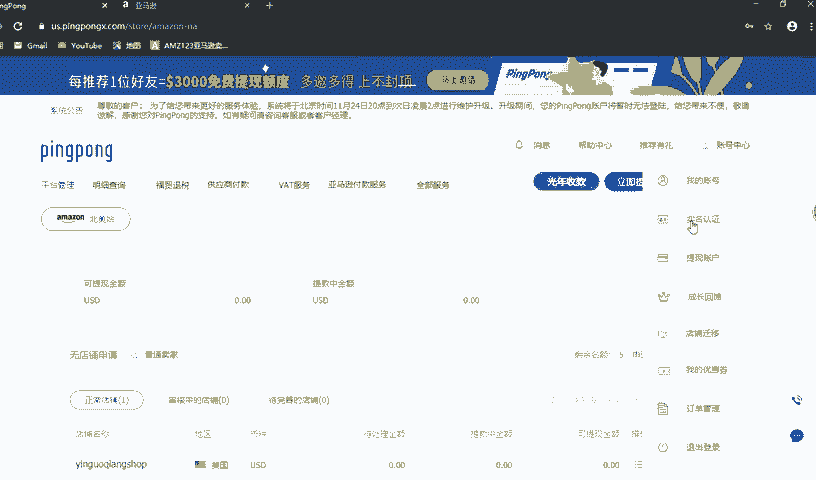 ngPong
亚马逊
us.pingpongx.com/store/amazon-na
Gmail YouTube 地图 AMZ123亚马逊卖...
每推荐1位好友=$3000免费提现额度 多邀多得 上不封顶
PingPong
系统公告
尊敬的客户: 为了给您带来更好的服务体验,系统将于北京时间11月24日20点到次日凌晨2点进行维护升级。升级期间,您的PingPong账户将暂时无法登陆,给您带来不便,敬请
谅解,感谢您对PingPong的支持。如有疑问请咨询客服或客户经理。
pingpong
消息 帮助中心 推荐有礼 账号中心
平台管理 明细查询 福贸退税 供应商付款 VAT服务 亚马逊付款服务 全部服务
光年收款 立即提
我的账号
amazon 北美站
实名认证
提现账户
可提现金额 提款中金额
USD 0.00 USD 0.00
成长回馈
店铺迁移
无店铺申请 普通卖家
我的优惠券
正常店铺(1) 审核中的店铺(0) 待完善的店铺(0)
订单管理
店铺名称 地区 币种 待处理金额 提款中金额 可提现金额
退出登录
yinguoqiangshop 美国 USD 0.00 0.00 0.00